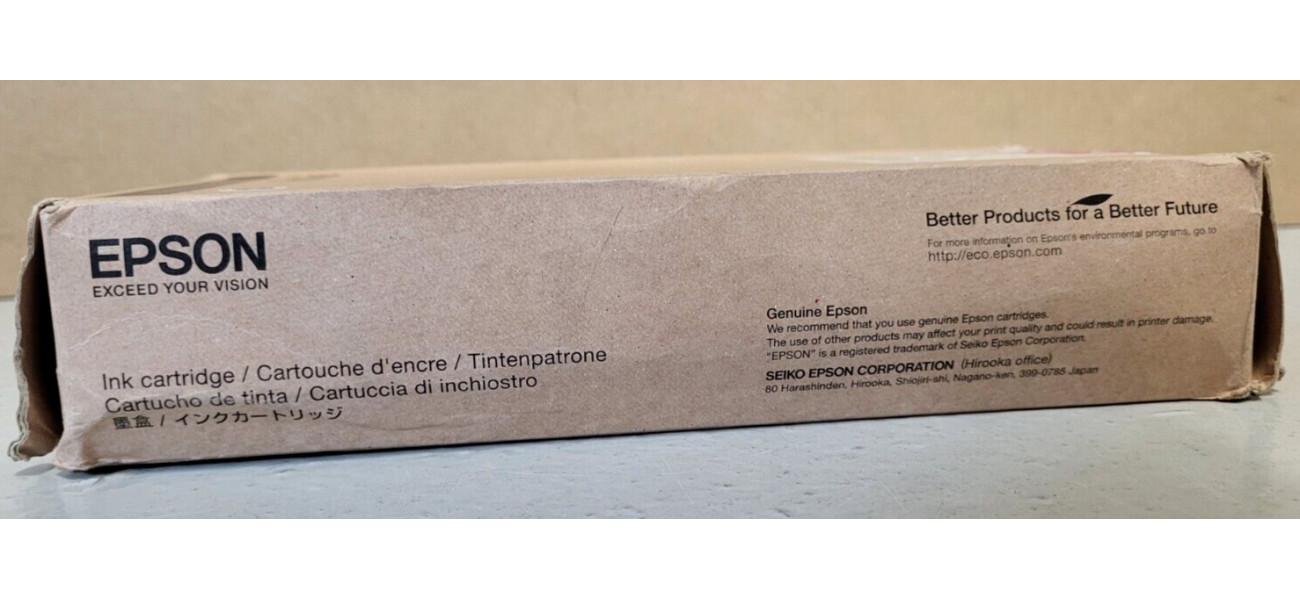 EPSON
EXCEED YOUR VISION
Ink cartridge / Cartouche d'encre / Tintenpatrone
Cartucho de tinta / Cartuccia di inchiostro
墨盒 / インクカートリッジ
Better Products for a Better Future
For more information on Epson's environmental programs, go to
http://eco.epson.com
Genuine Epson
We recommend that you use genuine Epson cartridges.
The use of other products may affect your print quality and could result in printer damage.
"EPSON" is a registered trademark of Seiko Epson Corporation.
SEIKO EPSON CORPORATION (Hirooka office)
80 Harashinden, Hirooka, Shiojiri-shi, Nagano-ken, 399-0785 Japan